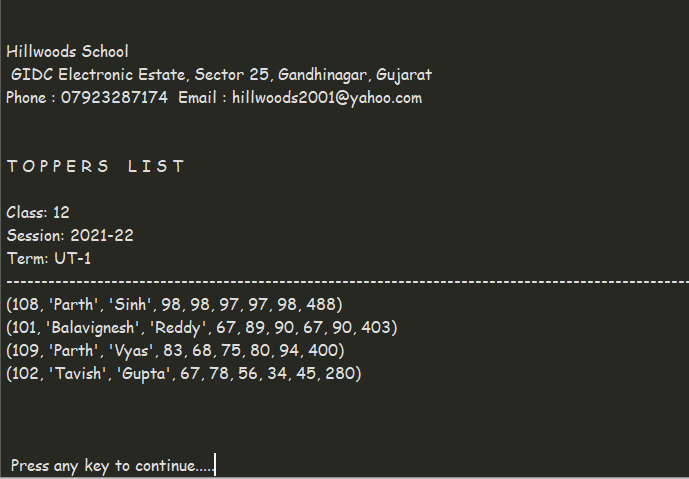 Hillwoods School
GIDC Electronic Estate, Sector 25, Gandhinagar, Gujarat
Phone : 07923287174  Email : hillwoods2001@yahoo.com
T O P P E R S    L I S T
Class: 12
Session: 2021-22
Term: UT-1
--------------------------------------------------------------------------------
(108, 'Parth', 'Sinh', 98, 98, 97, 97, 98, 488)
(101, 'Balavignesh', 'Reddy', 67, 89, 90, 67, 90, 403)
(109, 'Parth', 'Vyas', 83, 68, 75, 80, 94, 400)
(102, 'Tavish', 'Gupta', 67, 78, 56, 34, 45, 280)
Press any key to continue.....